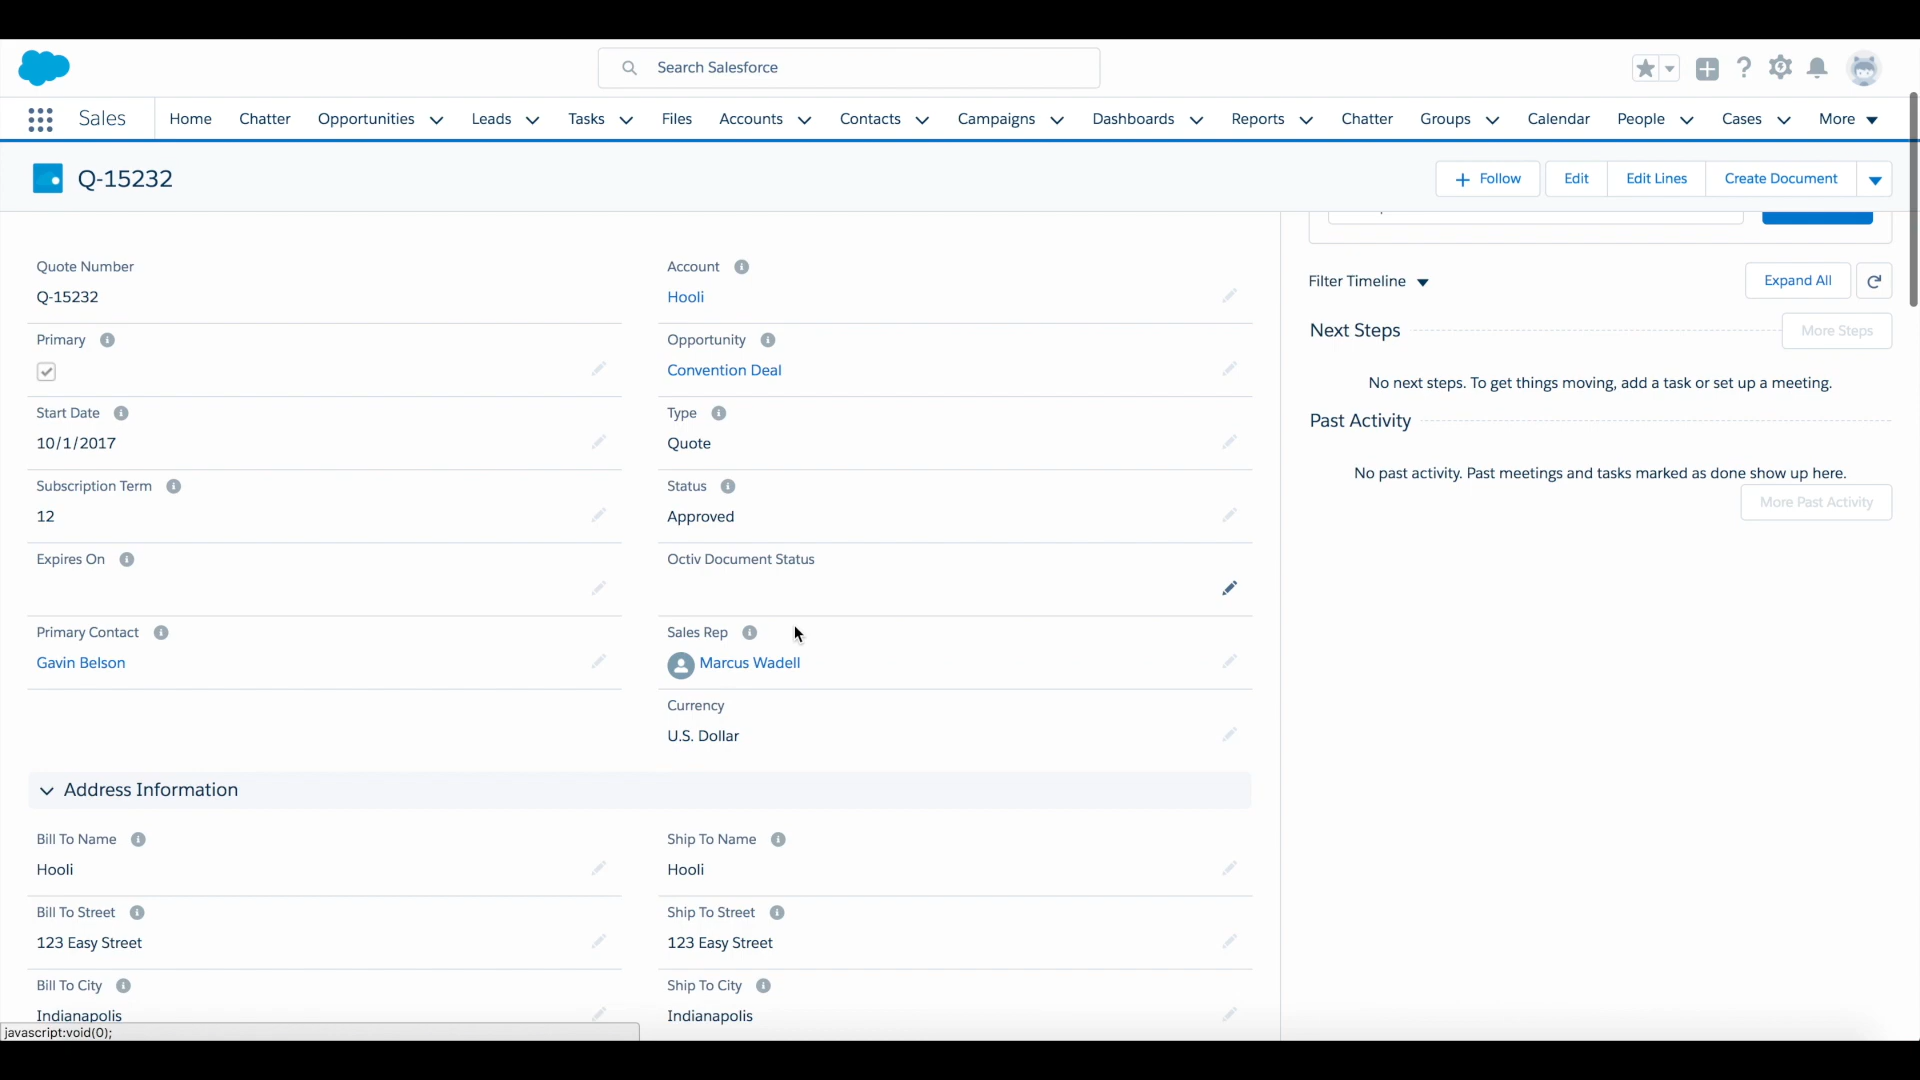 Search Salesforce
Sales
Home Chatter Opportunities Leads Tasks Files Accounts Contacts Campaigns Dashboards Reports Chatter Groups Calendar People Cases More
Q-15232
Follow Edit Edit Lines Create Document
Quote Number
Q-15232
Primary
Start Date
10/1/2017
Subscription Term
12
Expires On
Primary Contact
Gavin Belson
Account
Hooli
Opportunity
Convention Deal
Type
Quote
Status
Approved
Octiv Document Status
Sales Rep
Marcus Wadell
Currency
U.S. Dollar
Address Information
Bill To Name
Hooli
Bill To Street
123 Easy Street
Bill To City
Indianapolis
Ship To Name
Hooli
Ship To Street
123 Easy Street
Ship To City
Indianapolis
Filter Timeline Expand All
Next Steps More Steps
No next steps. To get things moving, add a task or set up a meeting.
Past Activity
No past activity. Past meetings and tasks marked as done show up here.
More Past Activity
javascript:void(0);